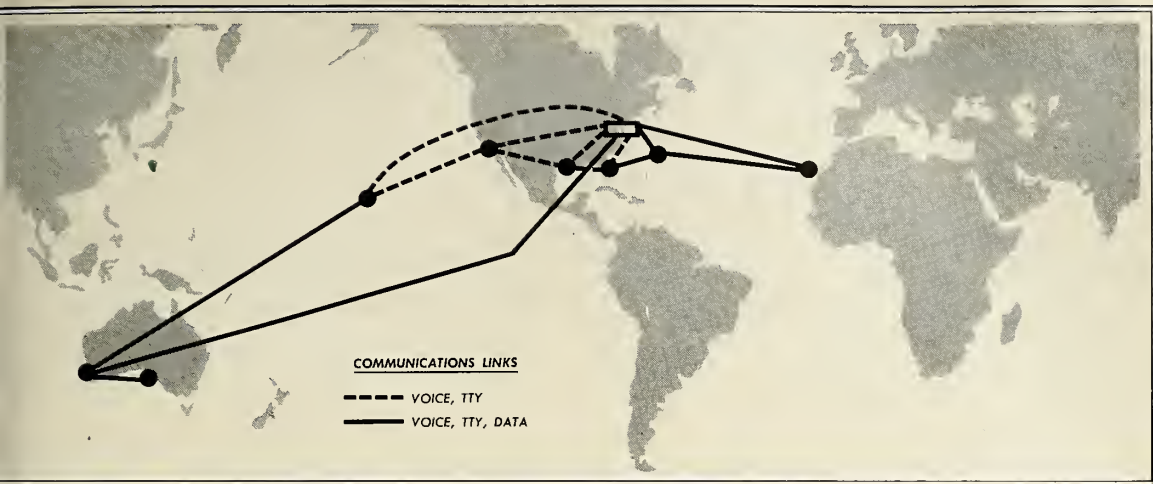 COMMUNICATIONS LINKS
VOICE, TTY
VOICE, TTY, DATA